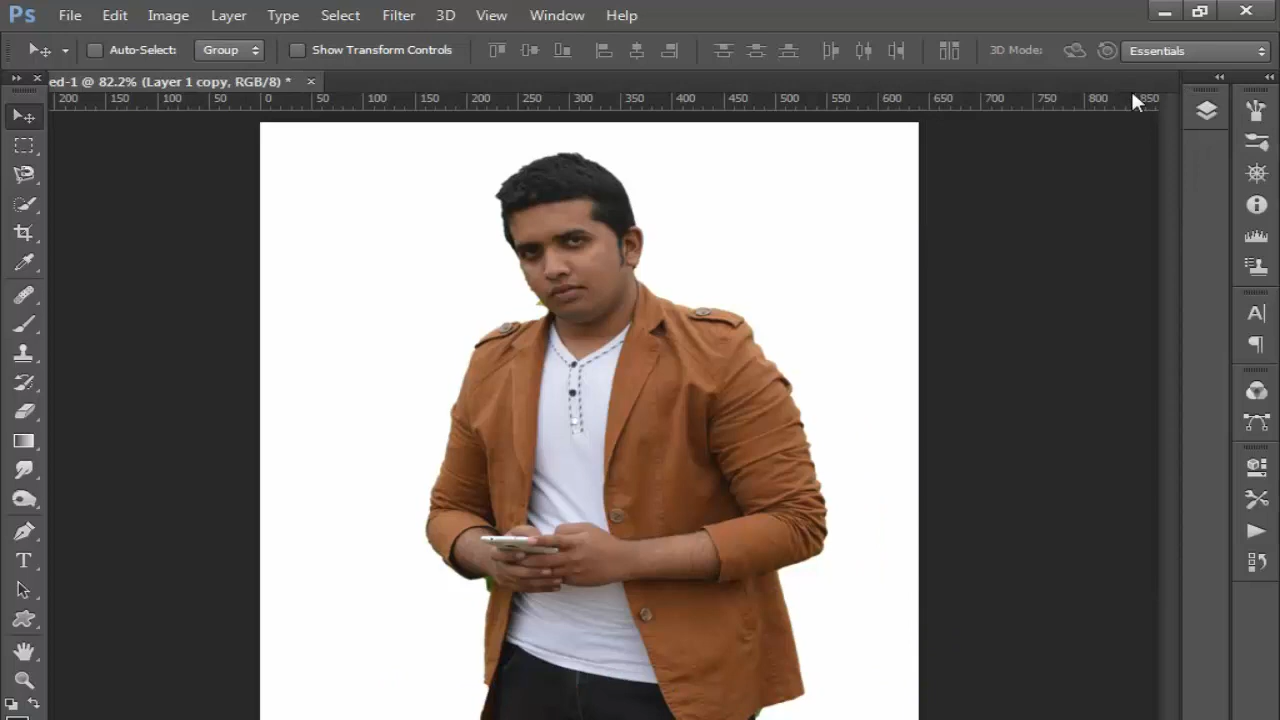 Ps File Edit Image Layer Type Select Filter 3D View Window Help
Auto-Select: Group Show Transform Controls 3D Mode: Essentials
ed-1 @ 82.2% (Layer 1 copy, RGB/8) *
200 150 100 50 0 50 100 150 200 250 300 350 400 450 500 550 600 650 700 750 800 850